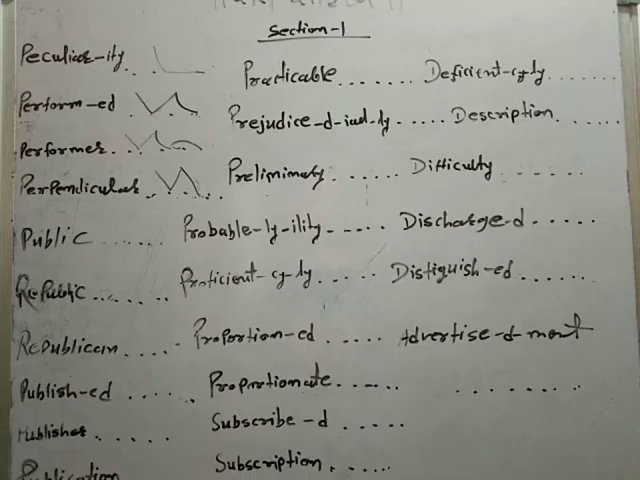 Section-1
Peculiar-ity
Perform-ed
Performer
Perpendicular
Public
Republic
Republican
Publish-ed
Publisher
Publication
Practicable
Prejudice-d-ial-ly
Preliminary
Probable-ly-ility
Proficient-cy-ly
Proportion-ed
Proportionate
Subscribe-d
Subscription
Deficient-cy-ly
Description
Difficulty
Discharge-d
Distiguish-ed
Advertise-d-ment